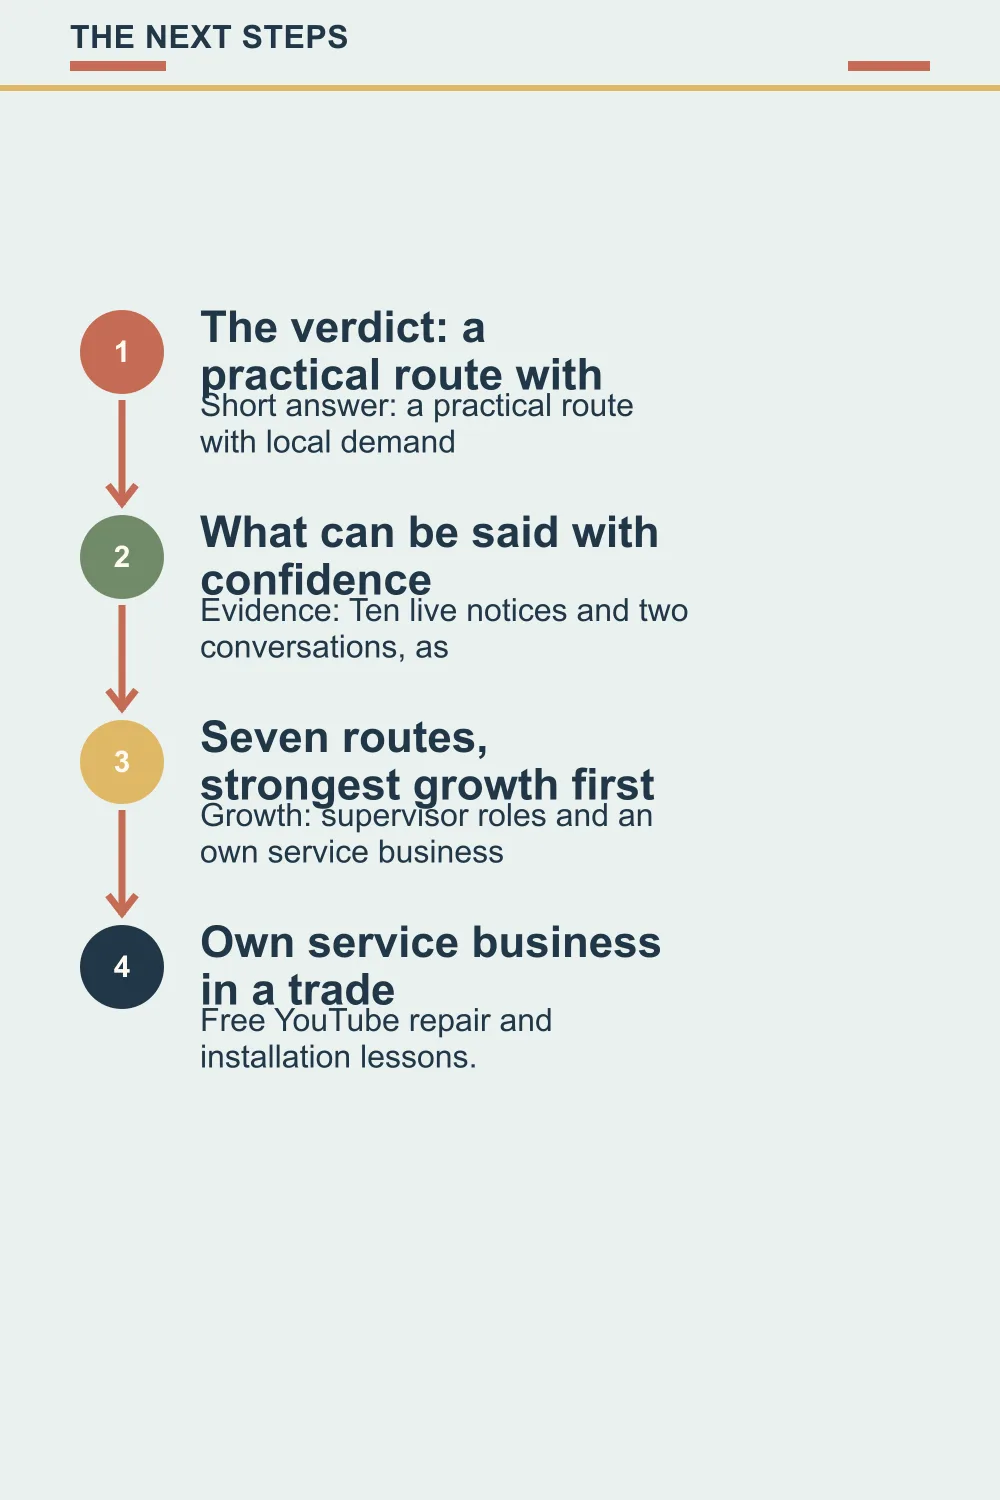 THE NEXT STEPS
1
The verdict: a
practical route with
Short answer: a practical route
with local demand
2
What can be said with
confidence
Evidence: Ten live notices and two
conversations, as
3
Seven routes,
strongest growth first
Growth: supervisor roles and an
own service business
4
Own service business
in a trade
Free YouTube repair and
installation lessons.